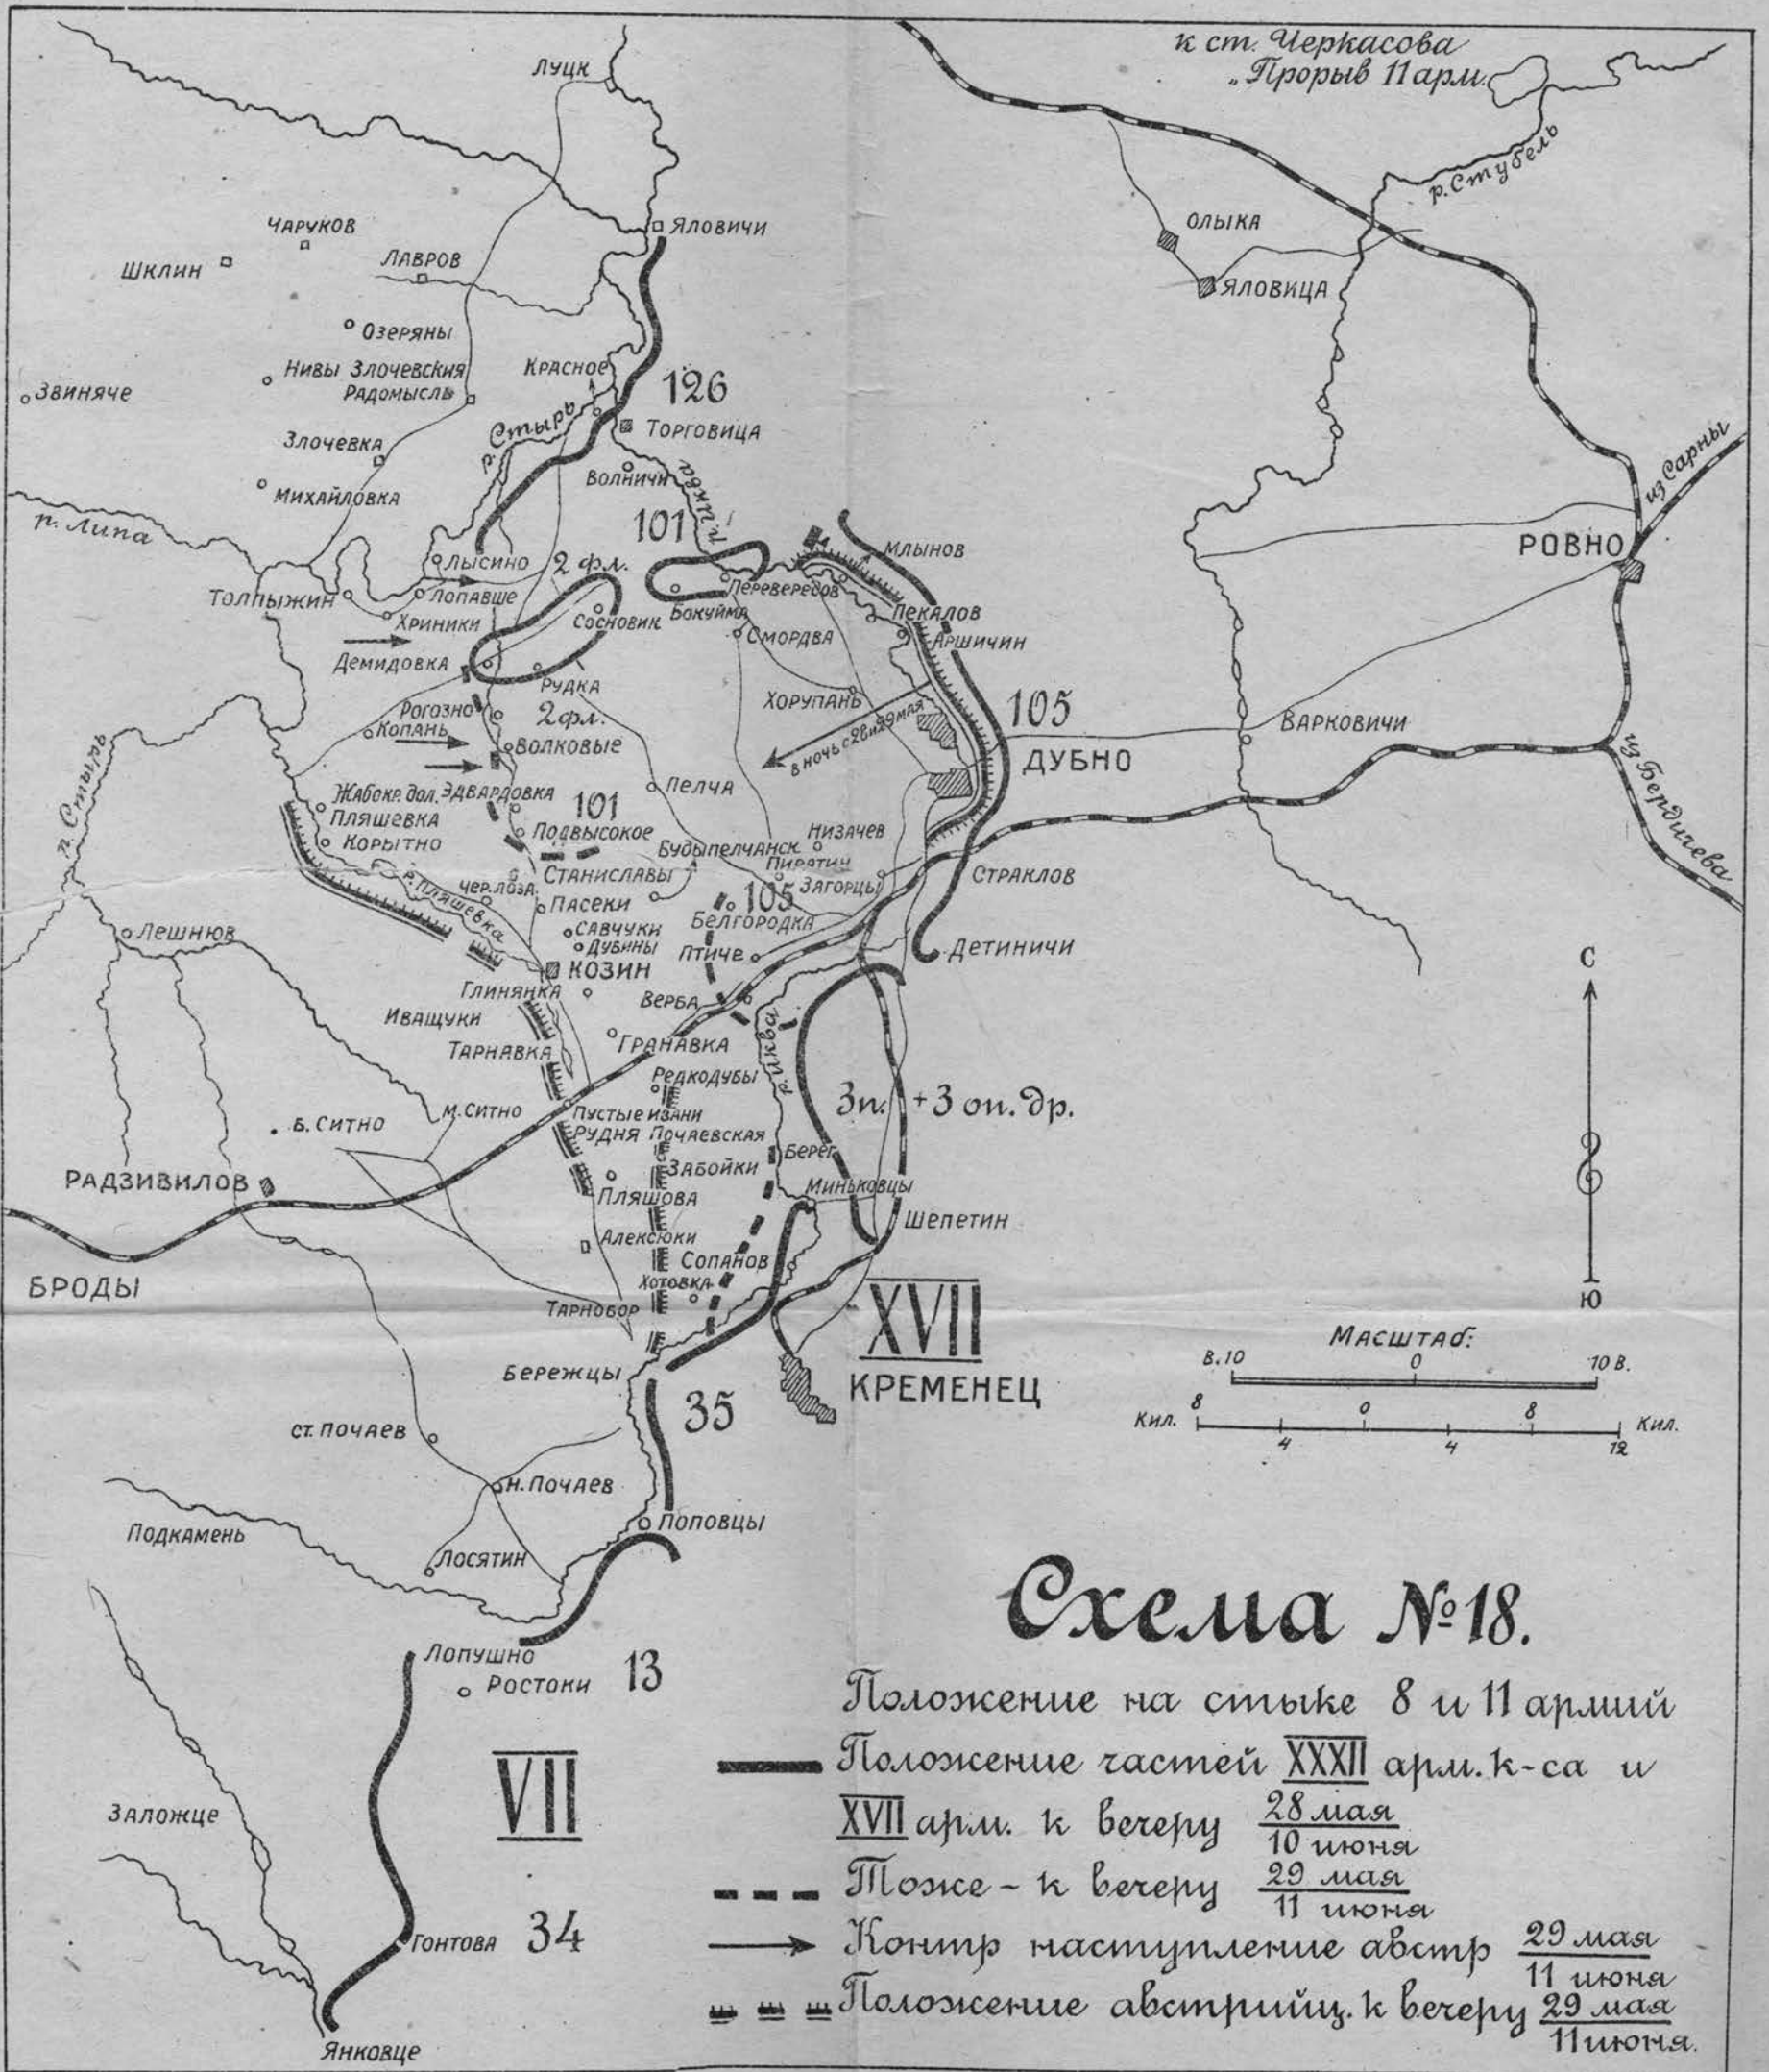 к ст. Черкасова
„Прорыв 11 арм.
ЛУЦК
р. Стубель
ОЛЫКА
ЯЛОВИЦА
ЧАРУКОВ
ЯЛОВИЧИ
ШКЛИН
ЛАВРОВ
ОЗЕРЯНЫ
НИВЫ ЗЛОЧЕВСКИЯ
КРАСНОЕ
126
ЗВИНЯЧЕ
РАДОМЫСЛЬ
р. Стырь
ТОРГОВИЦА
ЗЛОЧЕВКА
ВОЛНИЧИ
р. Иква
МИХАЙЛОВКА
из Сарны
р. Липа
101
РОВНО
ЛЫСИНО
2 фл.
МЛЫНОВ
ТОЛПЫЖИН
ЛОПАВШЕ
ПЕРЕВЕРЕДОВ
ХРИНИКИ
СОСНОВИК
БОКУЙМА
ПЕКАЛОВ
СМОРДВА
АРШИЧИН
ДЕМИДОВКА
РУДКА
ХОРУПАНЬ
105
РОГОЗНО
2 фл.
КОПАНЬ
ВОЛКОВЫЕ
в ночь с 28 и 29 мая
ДУБНО
ВАРКОВИЧИ
из Бердичева
р. Стырь
ПЕЛЧА
ЖАБОКР. ДОЛ.
ЭДВАРДОВКА
101
ПЛЯШЕВКА
ПОДВЫСОКОЕ
НИЗАЧЕВ
КОРЫТНО
БУДЫПЕЛЧАНСК
ПИРАТИН
р. Пляшевка
ЧЕР. ЛОЗА.
СТАНИСЛАВЫ
105
ЗАГОРЦЫ
СТРАКЛОВ
ПАСЕКИ
БЕЛГОРОДКА
ЛЕШНЮВ
САВЧУКИ
ДУБИНЫ
ПТИЧЕ
ДЕТИНИЧИ
КОЗИН
С
ГЛИНЯНКА
ВЕРБА
ИВАЩУКИ
ТАРНАВКА
ГРАНАВКА
р. Иква
РЕДКОДУБЫ
3п. + 3 оп. др.
М. СИТНО
ПУСТЫЕ ИВАНИ
Б. СИТНО
РУДНЯ ПОЧАЕВСКАЯ
БЕРЕГ
ЗАБОЙКИ
РАДЗИВИЛОВ
ПЛЯШОВА
МИНЬКОВЦЫ
ШЕПЕТИН
АЛЕКСЮКИ
СОПАНОВ
БРОДЫ
ХОТОВКА
ТАРНОБОР
XVII
Ю
МАСШТАБ:
В. 10 0 10 В.
БЕРЕЖЦЫ
КРЕМЕНЕЦ
35
КИЛ. 8 0 8 КИЛ.
4 4 12
СТ. ПОЧАЕВ
Н. ПОЧАЕВ
ПОДКАМЕНЬ
ПОПОВЦЫ
ЛОСЯТИН
Схема № 18.
ЛОПУШНО
РОСТОКИ
13
Положение на стыке 8 и 11 армий
Положение частей XXXII арм. к-са и
VII
ЗАЛОЖЦЕ
XVII арм. к вечеру 28 мая
10 июня
Тоже - к вечеру 29 мая
11 июня
ГОНТОВА
34
Контр наступление австр 29 мая
11 июня
Положение австрийц. к вечеру 29 мая
11 июня.
ЯНКОВЦЕ